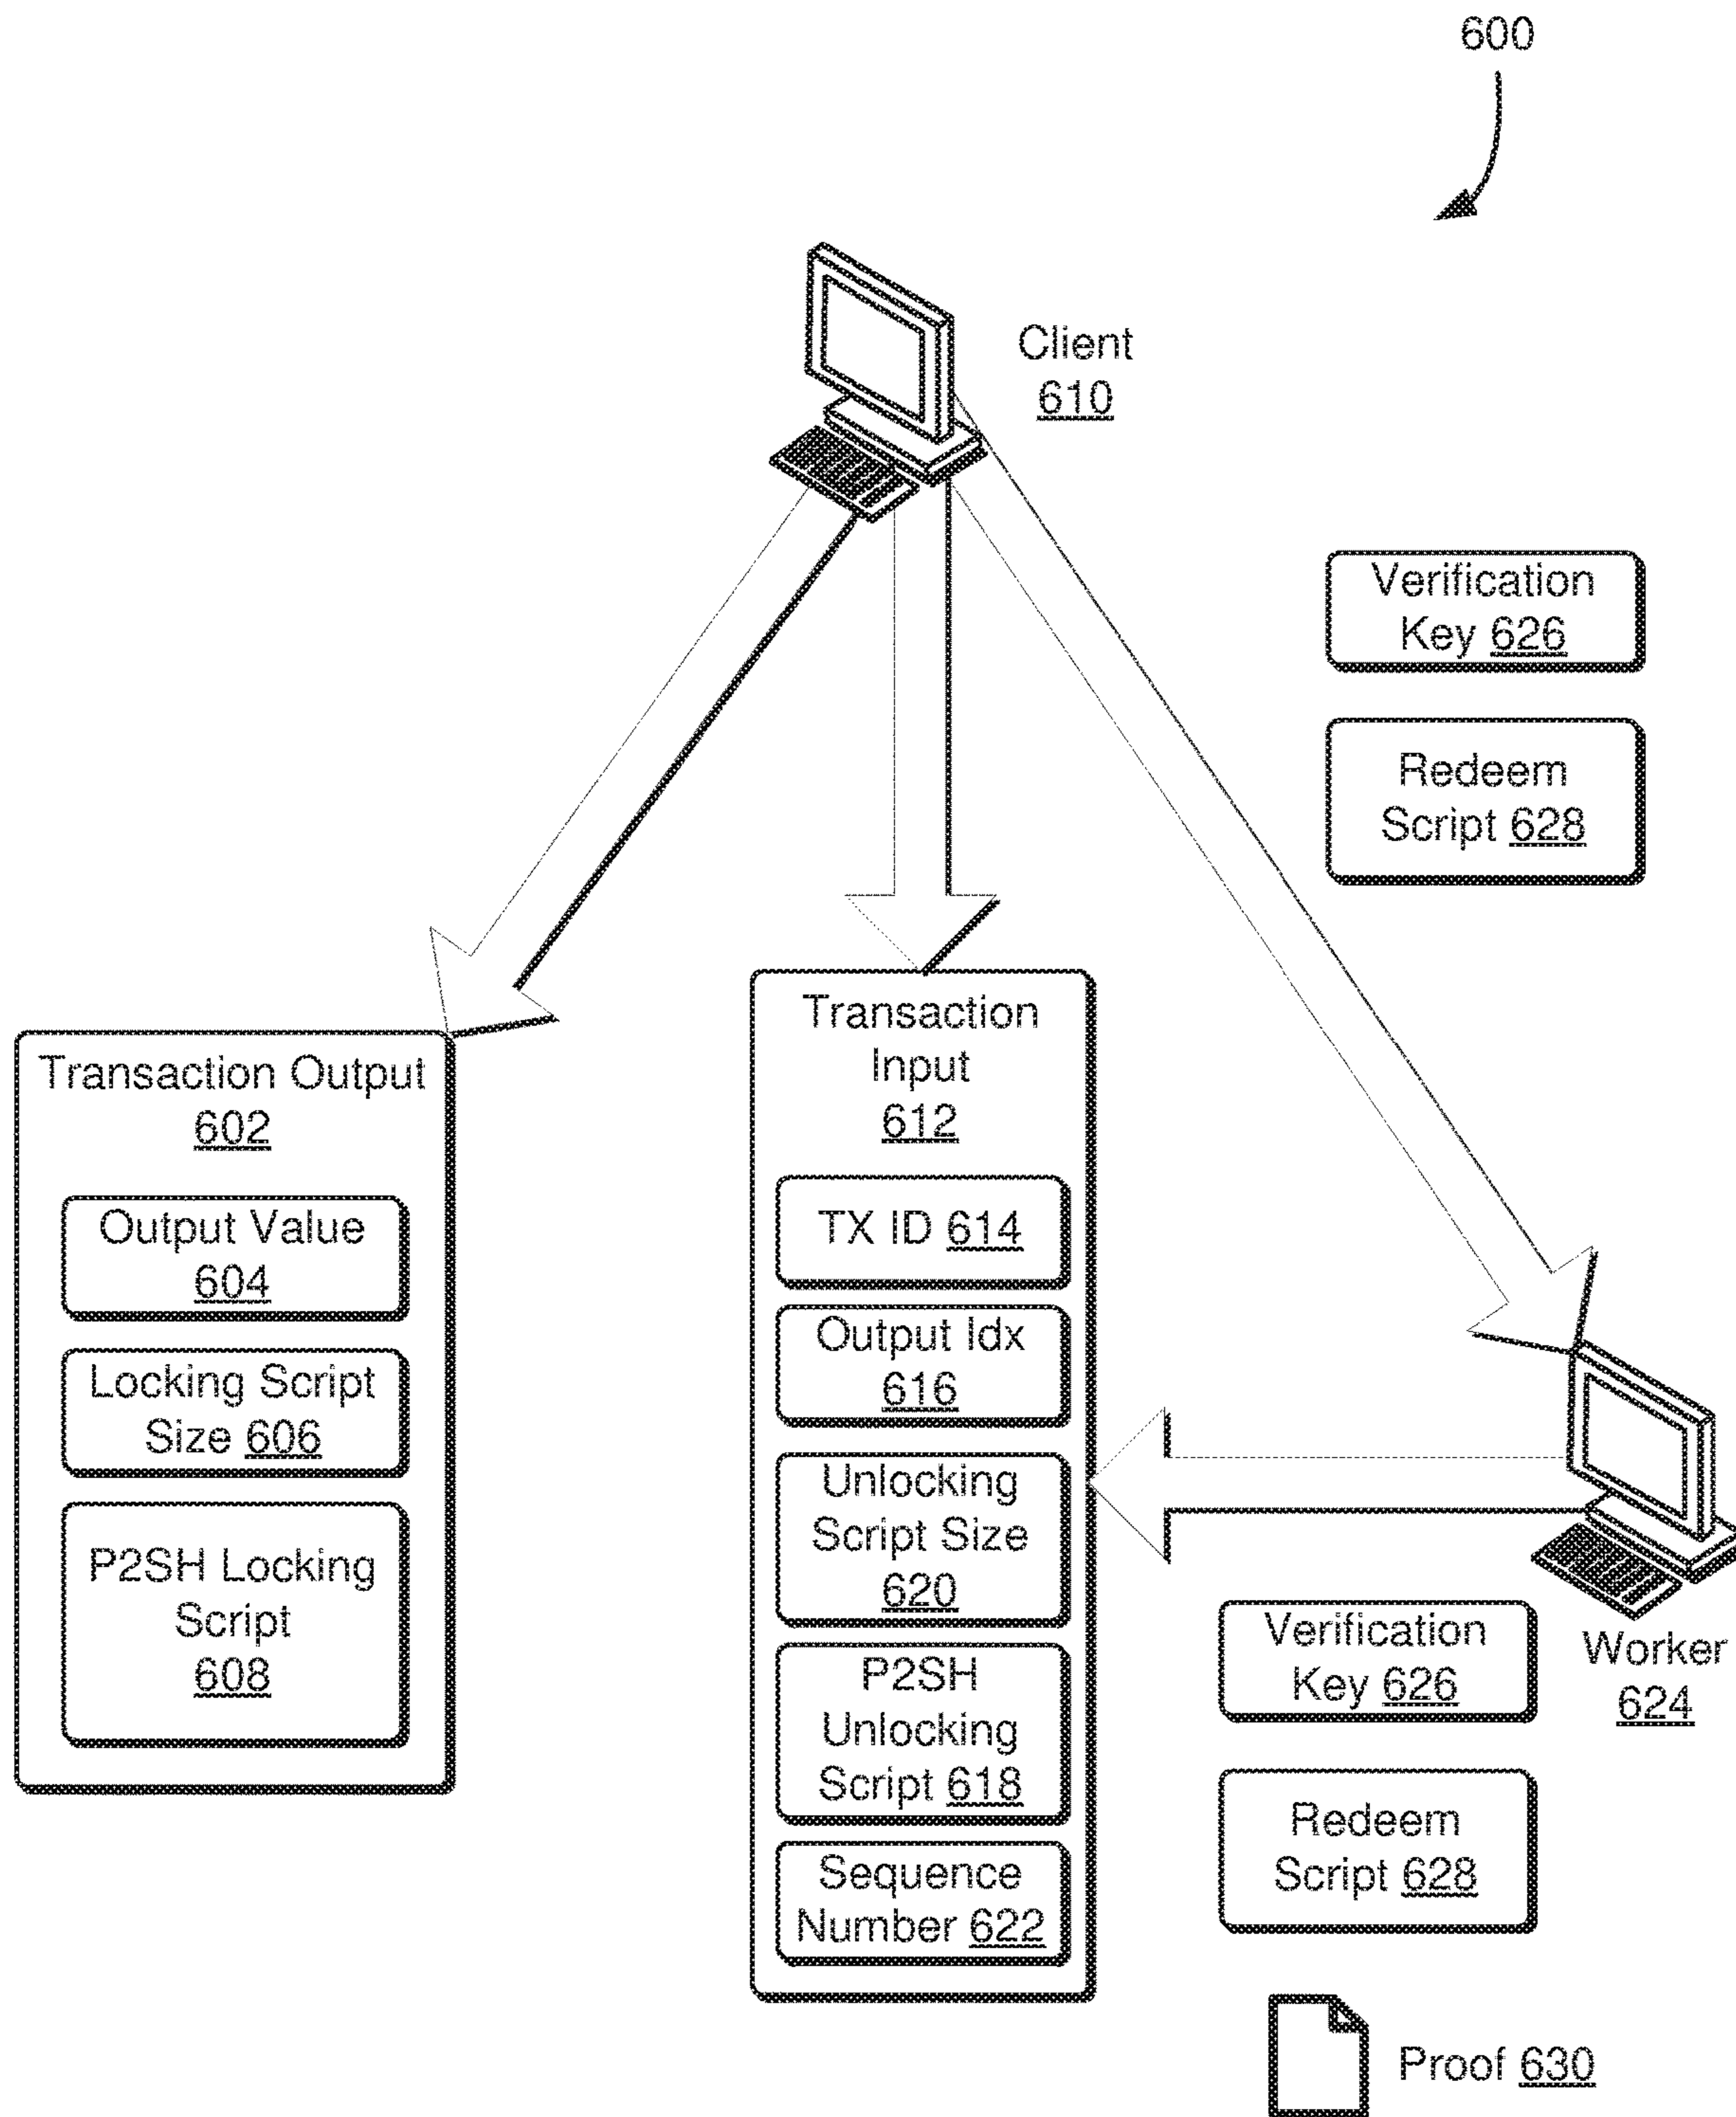 600
Client
610
Verification
Key 626
Redeem
Script 628
Transaction Output
602
Output Value
604
Locking Script
Size 606
P2SH Locking
Script
608
Transaction
Input
612
TX ID 614
Output Idx
616
Unlocking
Script Size
620
P2SH
Unlocking
Script 618
Sequence
Number 622
Worker
624
Verification
Key 626
Redeem
Script 628
Proof 630